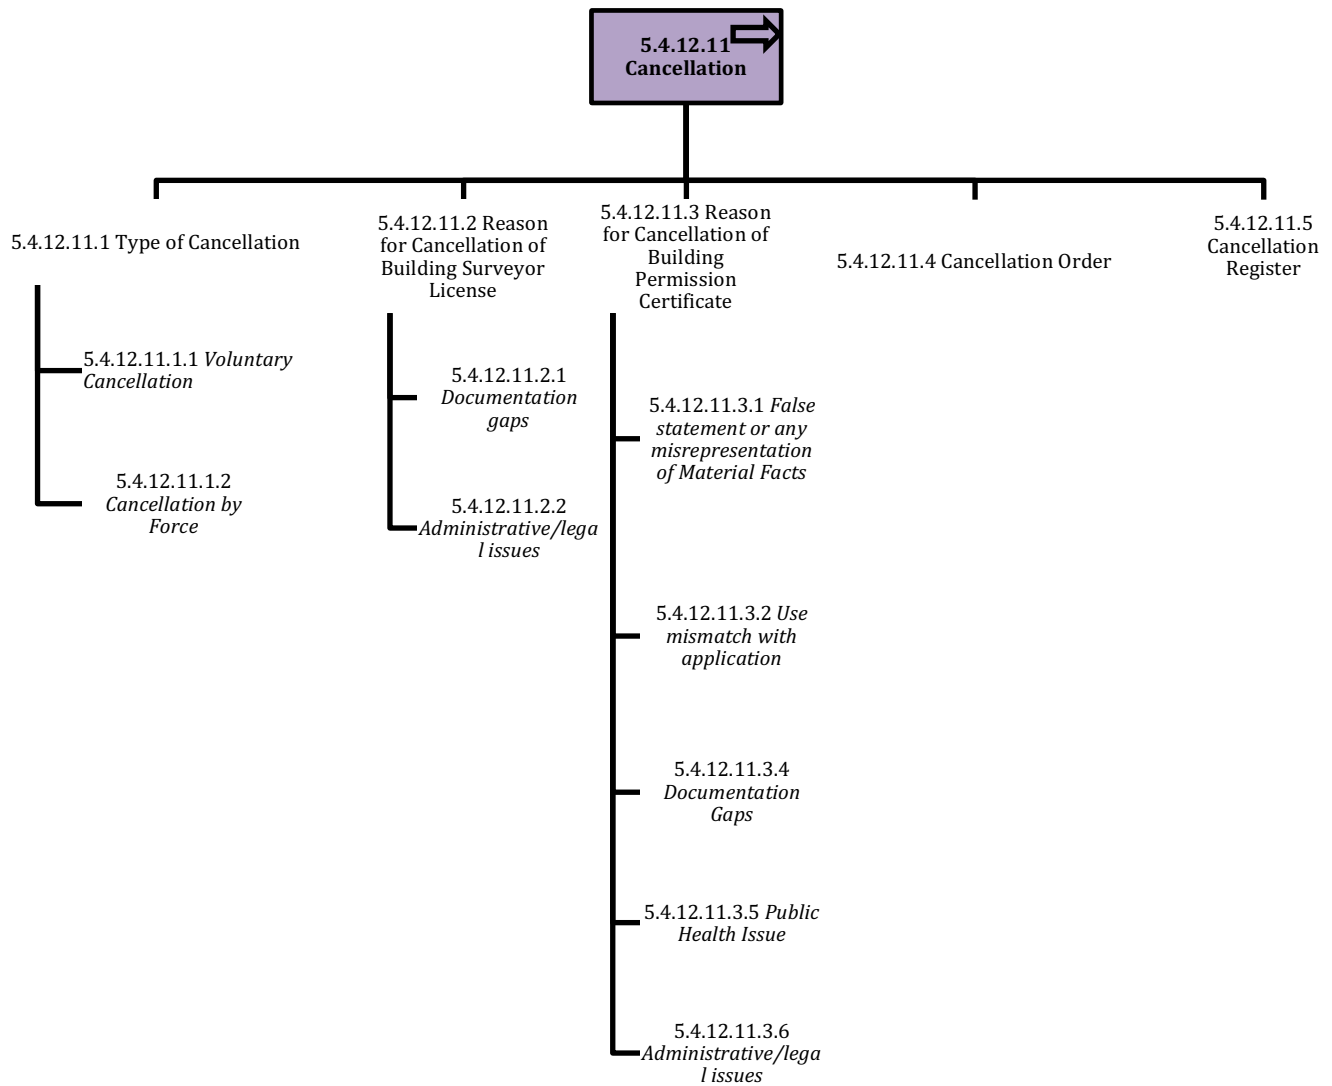 5.4.12.11
Cancellation
5.4.12.11.1 Type of Cancellation
5.4.12.11.2 Reason
for Cancellation of
Building Surveyor
License
5.4.12.11.3 Reason
for Cancellation of
Building
Permission
Certificate
5.4.12.11.4 Cancellation Order
5.4.12.11.5
Cancellation
Register
5.4.12.11.1.1 Voluntary
Cancellation
5.4.12.11.1.2
Cancellation by
Force
5.4.12.11.2.1
Documentation
gaps
5.4.12.11.2.2
Administrative/lega
l issues
5.4.12.11.3.1 False
statement or any
misrepresentation
of Material Facts
5.4.12.11.3.2 Use
mismatch with
application
5.4.12.11.3.4
Documentation
Gaps
5.4.12.11.3.5 Public
Health Issue
5.4.12.11.3.6
Administrative/lega
l issues